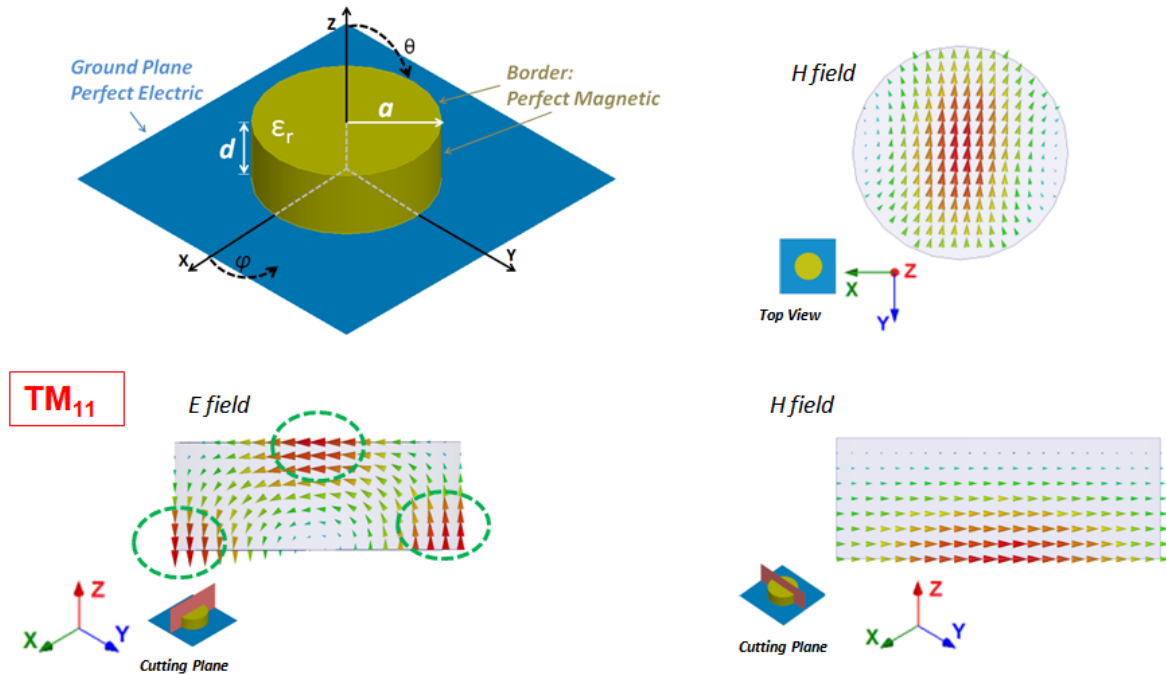 Z
θ
Ground Plane
Perfect Electric
Border:
Perfect Magnetic
a
εr
d
X
φ
Y
H field
X
Z
Y
Top View
TM11
E field
H field
Z
X
Y
Cutting Plane
Z
X
Y
Cutting Plane